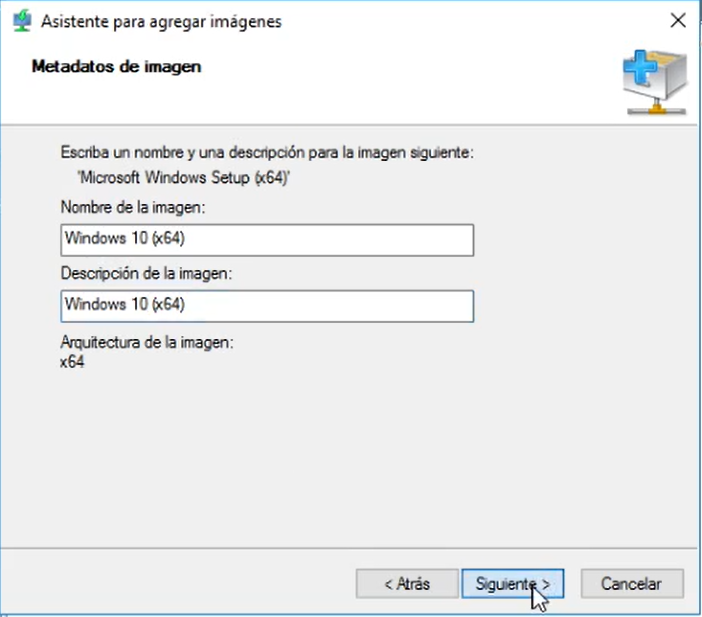 Asistente para agregar imágenes
Metadatos de imagen
Escriba un nombre y una descripción para la imagen siguiente:
'Microsoft Windows Setup (x64)'
Nombre de la imagen:
Windows 10 (x64)
Descripción de la imagen:
Windows 10 (x64)
Arquitectura de la imagen:
x64
< Atrás
Siguiente >
Cancelar